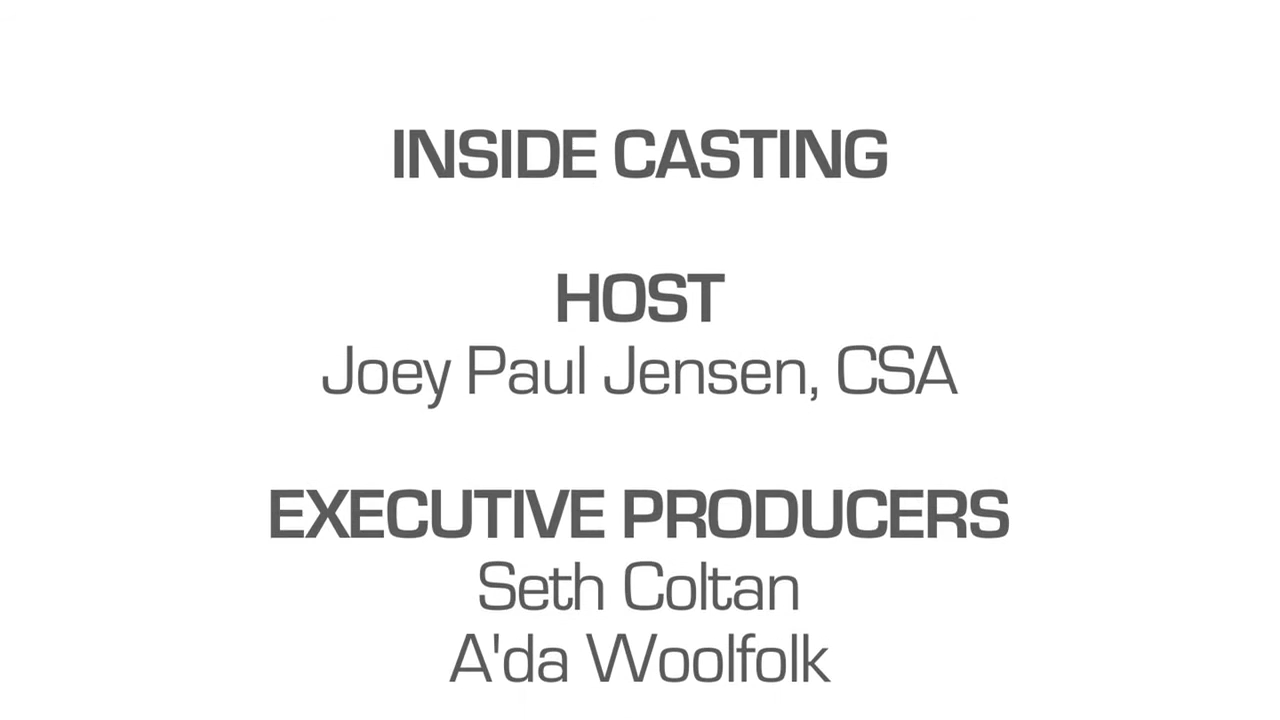 INSIDE CASTING
HOST
Joey Paul Jensen, CSA
EXECUTIVE PRODUCERS
Seth Coltan
A'da Woolfolk